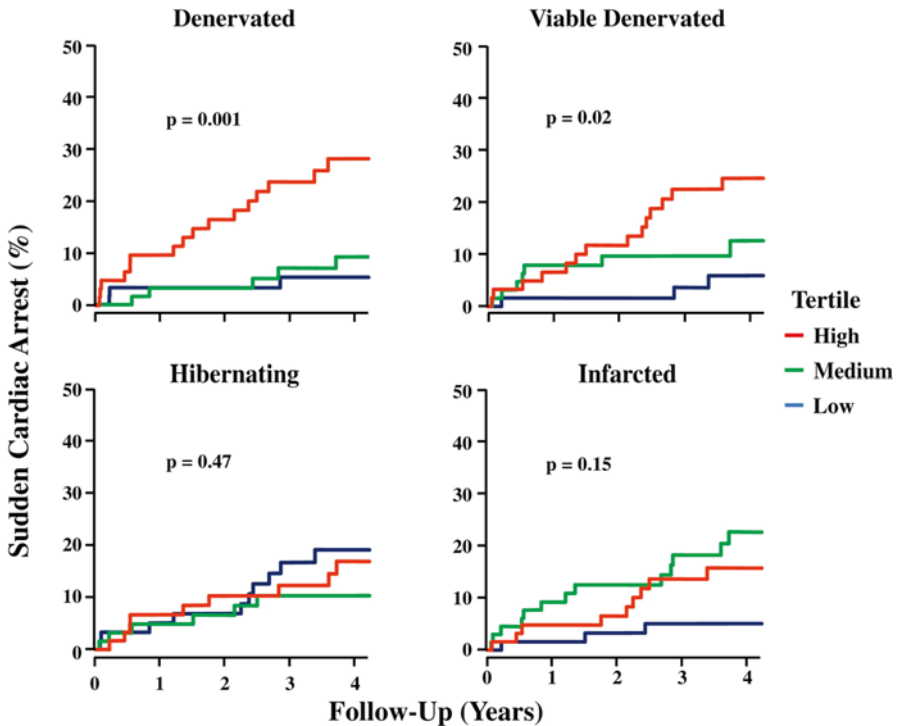 Denervated
Viable Denervated
50
40
30
20
10
0
p = 0.001
50
40
30
20
10
0
p = 0.02
Tertile
High
Medium
Low
Sudden Cardiac Arrest (%)
Hibernating
Infarcted
50
40
30
20
10
0
p = 0.47
0 1 2 3 4
50
40
30
20
10
0
p = 0.15
0 1 2 3 4
Follow-Up (Years)